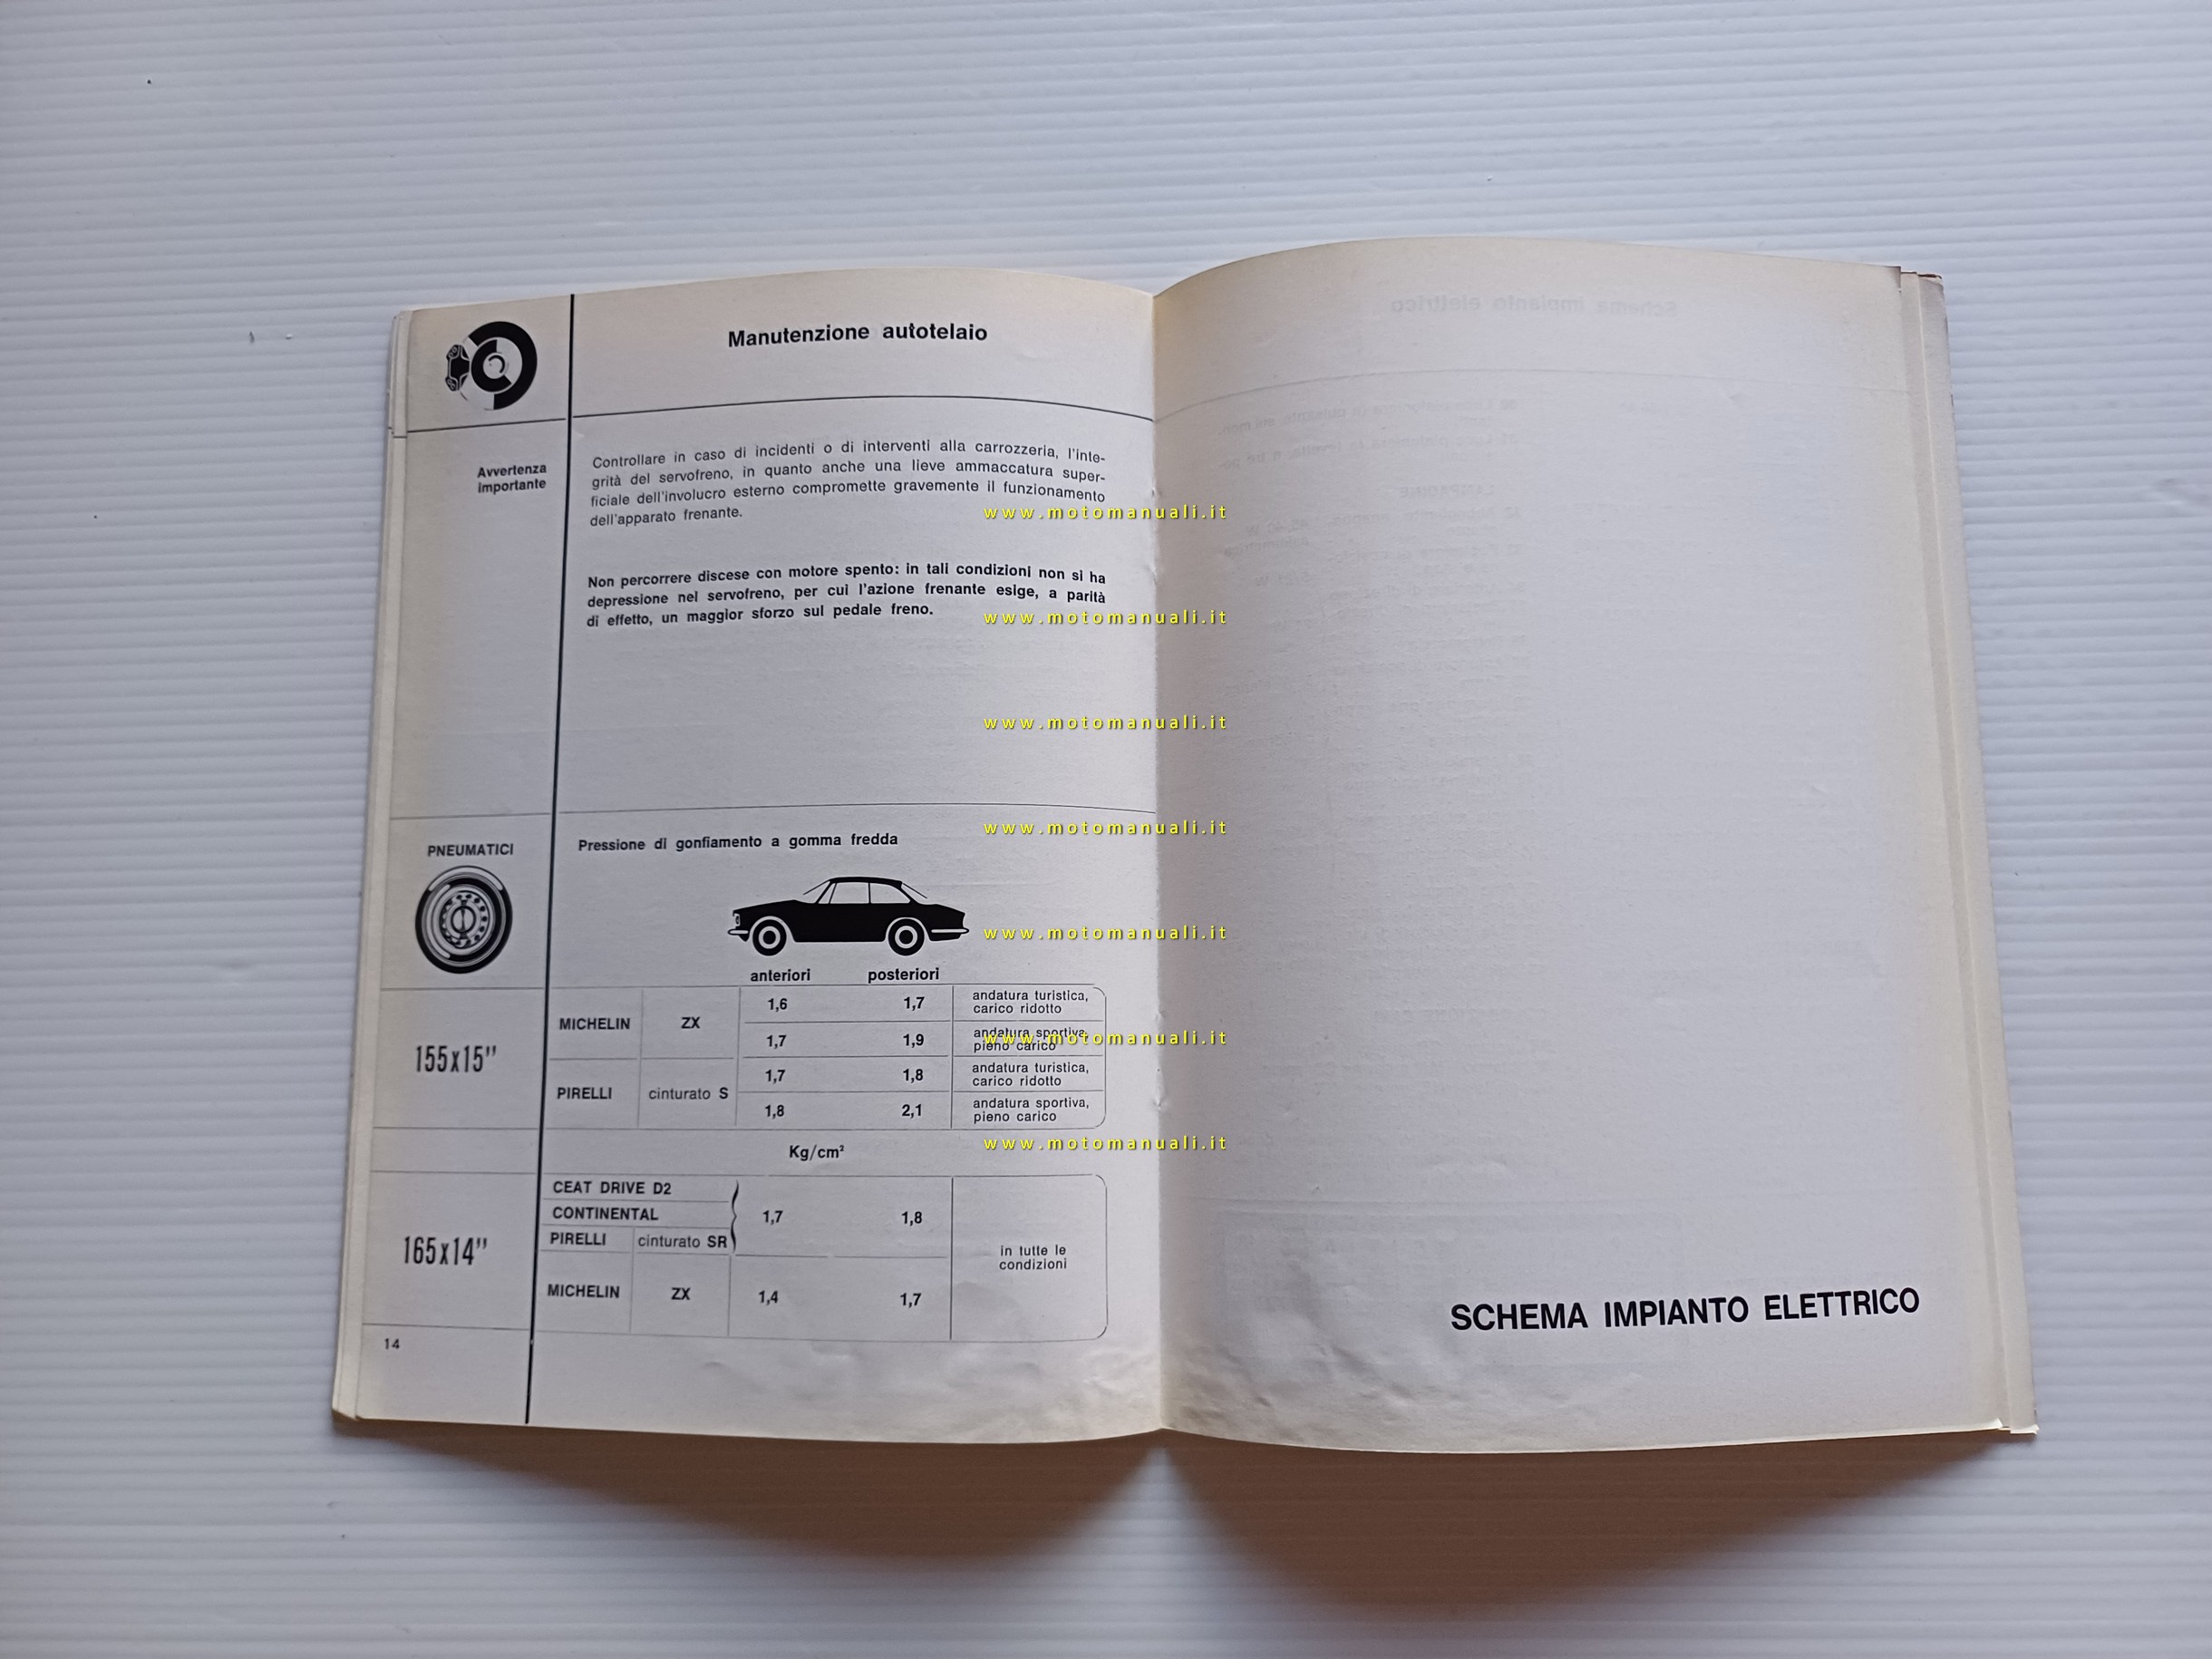 Manutenzione autotelaio
Avvertenza
importante
Controllare in caso di incidenti o di interventi alla carrozzeria, l'inte-
grità del servofreno, in quanto anche una lieve ammaccatura super-
ficiale dell'involucro esterno compromette gravemente il funzionamento
dell'apparato frenante.
Non percorrere discese con motore spento: in tali condizioni non si ha
depressione nel servofreno, per cui l'azione frenante esige, a parità
di effetto, un maggior sforzo sul pedale freno.
PNEUMATICI
Pressione di gonfiamento a gomma fredda
anteriori posteriori
155x15"
MICHELIN ZX 1,6 1,7 andatura turistica,
carico ridotto
1,7 1,9 andatura sportiva,
pieno carico
PIRELLI cinturato S 1,7 1,8 andatura turistica,
carico ridotto
1,8 2,1 andatura sportiva,
pieno carico
Kg/cm²
165x14"
CEAT DRIVE D2
CONTINENTAL 1,7 1,8
PIRELLI cinturato SR
in tutte le
condizioni
MICHELIN ZX 1,4 1,7
14
SCHEMA IMPIANTO ELETTRICO
www.motomanuali.it
www.motomanuali.it
www.motomanuali.it
www.motomanuali.it
www.motomanuali.it
www.motomanuali.it
www.motomanuali.it